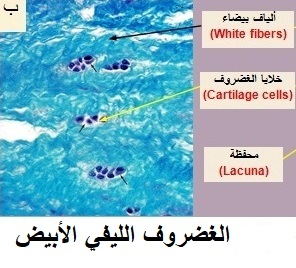 ب
ألياف بيضاء
(White fibers)
خلايا الغضروف
(Cartilage cells)
محفظة
(Lacuna)
الغضروف الليفي الأبيض